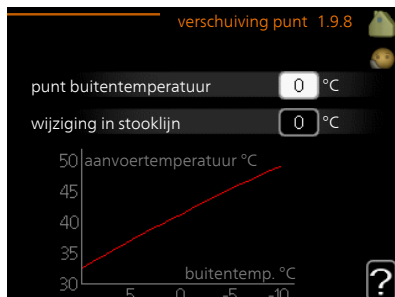 verschuiving punt 1.9.8
punt buitentemperatuur 0 °C
wijziging in stooklijn 0 °C
50 aanvoertemperatuur °C
45
40
35
buitentemp. °C
30
5 0 -5 -10
?